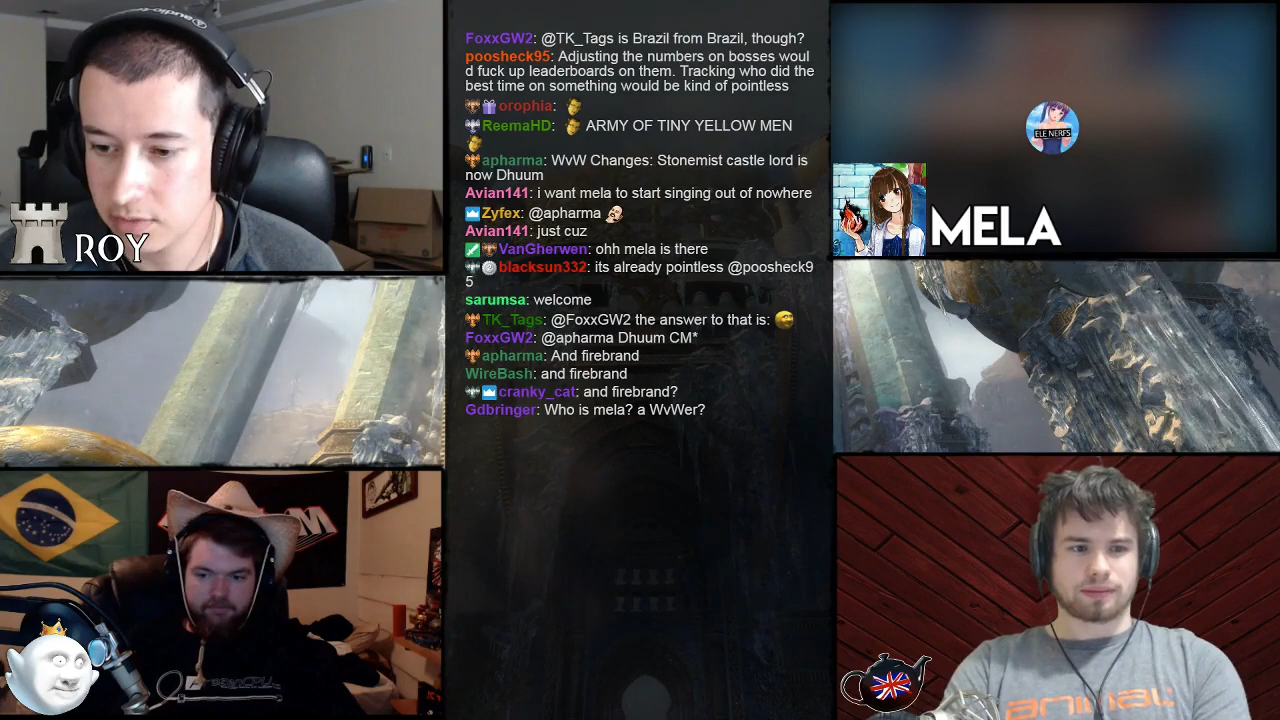 FoxxGW2: @TK_Tags is Brazil from Brazil, though?
poosheck95: Adjusting the numbers on bosses woul
d fuck up leaderboards on them. Tracking who did the
best time on something would be kind of pointless
orophia:
ReemaHD: ARMY OF TINY YELLOW MEN
apharma: WvW Changes: Stonemist castle lord is
now Dhuum
Avian141: i want mela to start singing out of nowhere
Zyfex: @apharma
Avian141: just cuz
VanGherwen: ohh mela is there
blacksun332: its already pointless @poosheck9
5
sarumsa: welcome
TK_Tags: @FoxxGW2 the answer to that is:
FoxxGW2: @apharma Dhuum CM*
apharma: And firebrand
WireBash: and firebrand
cranky_cat: and firebrand?
Gdbringer: Who is mela? a WvWer?
ROY
ELE NERFS
MELA
ANIMAL